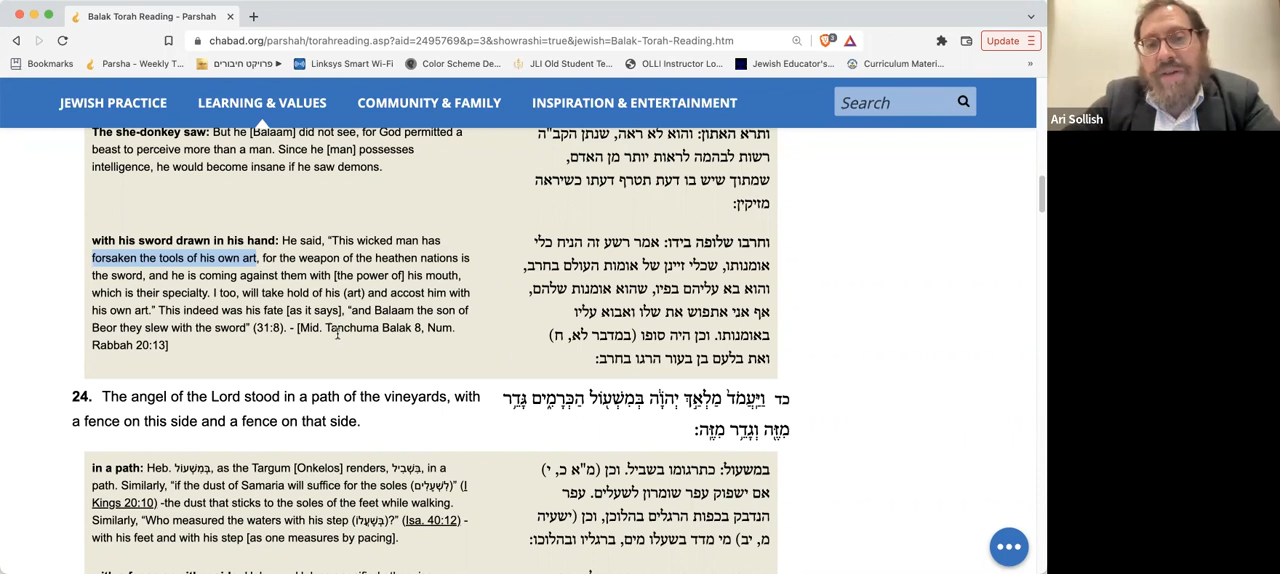 Balak Torah Reading - Parshah
chabad.org/parshah/torahreading.asp?aid=2495769&p=3&showrashi=true&jewish=Balak-Torah-Reading.htm
3
Update
Bookmarks
Parsha - Weekly T...
פרויקט חיבורים
Linksys Smart Wi-Fi
Color Scheme De...
JLI Old Student Te...
OLLI Instructor Lo...
Jewish Educator's...
Curriculum Materi...
»
Ari Sollish
JEWISH PRACTICE
LEARNING & VALUES
COMMUNITY & FAMILY
INSPIRATION & ENTERTAINMENT
Search
The she-donkey saw: But he [Balaam] did not see, for God permitted a
beast to perceive more than a man. Since he [man] possesses
intelligence, he would become insane if he saw demons.
ותרא האתון: והוא לא ראה, שנתן הקב"ה
רשות לבהמה לראות יותר מן האדם,
שמתוך שיש בו דעת תטרף דעתו כשיראה
מזיקין:
with his sword drawn in his hand: He said, “This wicked man has
forsaken the tools of his own art, for the weapon of the heathen nations is
the sword, and he is coming against them with [the power of] his mouth,
which is their specialty. I too, will take hold of his (art) and accost him with
his own art.” This indeed was his fate [as it says], “and Balaam the son of
Beor they slew with the sword” (31:8). - [Mid. Tanchuma Balak 8, Num.
Rabbah 20:13]
וחרבו שלופה בידו: אמר רשע זה הניח כלי
אומנותו, שכלי זיינן של אומות העולם בחרב,
והוא בא עליהם בפיו, שהוא אומנות שלהם,
אף אני אתפוש את שלו ואבוא עליו
באומנותו. וכן היה סופו (במדבר לא, ח)
ואת בלעם בן בעור הרגו בחרב:
24. The angel of the Lord stood in a path of the vineyards, with
a fence on this side and a fence on that side.
כד וַיַּעֲמֹד֙ מַלְאַ֣ךְ יְהֹוָ֔ה בְּמִשְׁע֖וֹל הַכְּרָמִ֑ים גָּדֵ֥ר
מִזֶּ֖ה וְגָדֵ֥ר מִזֶּֽה:
in a path: Heb. בְּמִשְׁעוֹל, as the Targum [Onkelos] renders, בִּשְׁבִיל, in a
path. Similarly, “if the dust of Samaria will suffice for the soles (לִשְׁעָלִים)” (I
Kings 20:10) -the dust that sticks to the soles of the feet while walking.
Similarly, “Who measured the waters with his step (בְּשָׁעֳלוֹ)?” (Isa. 40:12) -
with his feet and with his step [as one measures by pacing].
במשעול: כתרגומו בשביל. וכן (מ"א כ, י)
אם ישפוק עפר שומרון לשעלים. עפר
הנדבק בכפות הרגלים בהלוכן, וכן (ישעיה
מ, יב) מי מדד בשעלו מים, ברגליו ובהלוכו: